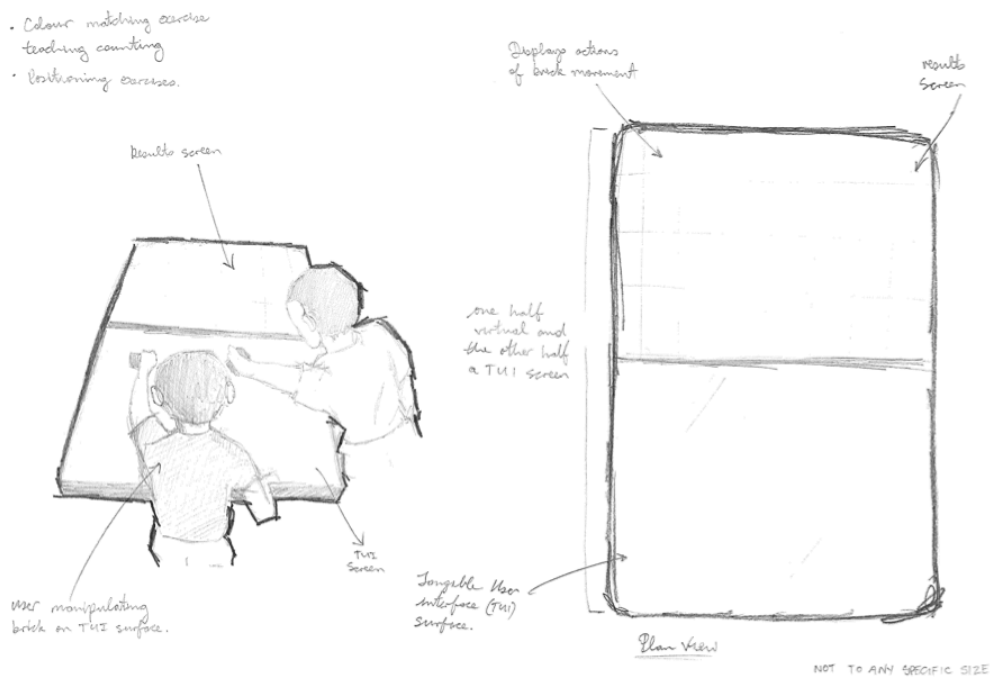 • Colour matching exercise
teaching counting
• Positioning exercises.
Results screen
User manipulating
brick on TUI surface.
TUI
Screen
Displays actions
of brick movement
results
Screen
one half
virtual and
the other half
a TUI screen
Tangable User
interface (TUI)
surface.
Plan View
NOT TO ANY SPECIFIC SIZE